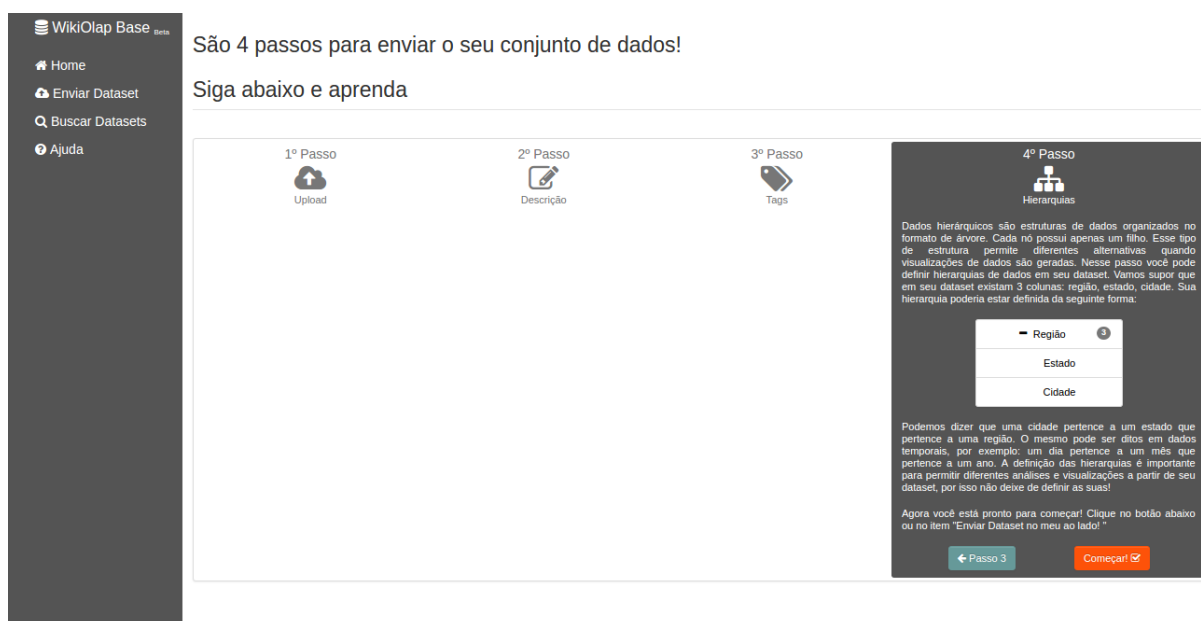 WikiOlap Base Beta
Home
Enviar Dataset
Buscar Datasets
Ajuda
São 4 passos para enviar o seu conjunto de dados!
Siga abaixo e aprenda
1º Passo
Upload
2º Passo
Descrição
3º Passo
Tags
4º Passo
Hierarquias
Dados hierárquicos são estruturas de dados organizados no
formato de árvore. Cada nó possui apenas um filho. Esse tipo
de estrutura permite diferentes alternativas quando
visualizações de dados são geradas. Nesse passo você pode
definir hierarquias de dados em seu dataset. Vamos supor que
em seu dataset existam 3 colunas: região, estado, cidade. Sua
hierarquia poderia estar definida da seguinte forma:
Região 3
Estado
Cidade
Podemos dizer que uma cidade pertence a um estado que
pertence a uma região. O mesmo pode ser ditos em dados
temporais, por exemplo: um dia pertence a um mês que
pertence a um ano. A definição das hierarquias é importante
para permitir diferentes análises e visualizações a partir de seu
dataset, por isso não deixe de definir as suas!
Agora você está pronto para começar! Clique no botão abaixo
ou no item "Enviar Dataset no meu ao lado! "
Passo 3
Começar!